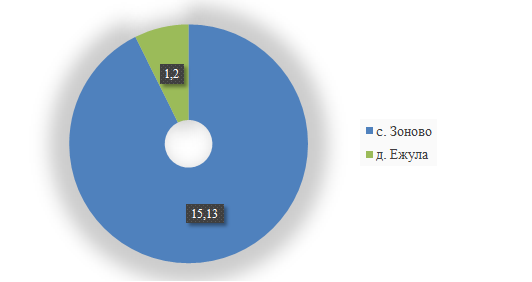 1,2
15,13
с. Зоново
д. Ежула